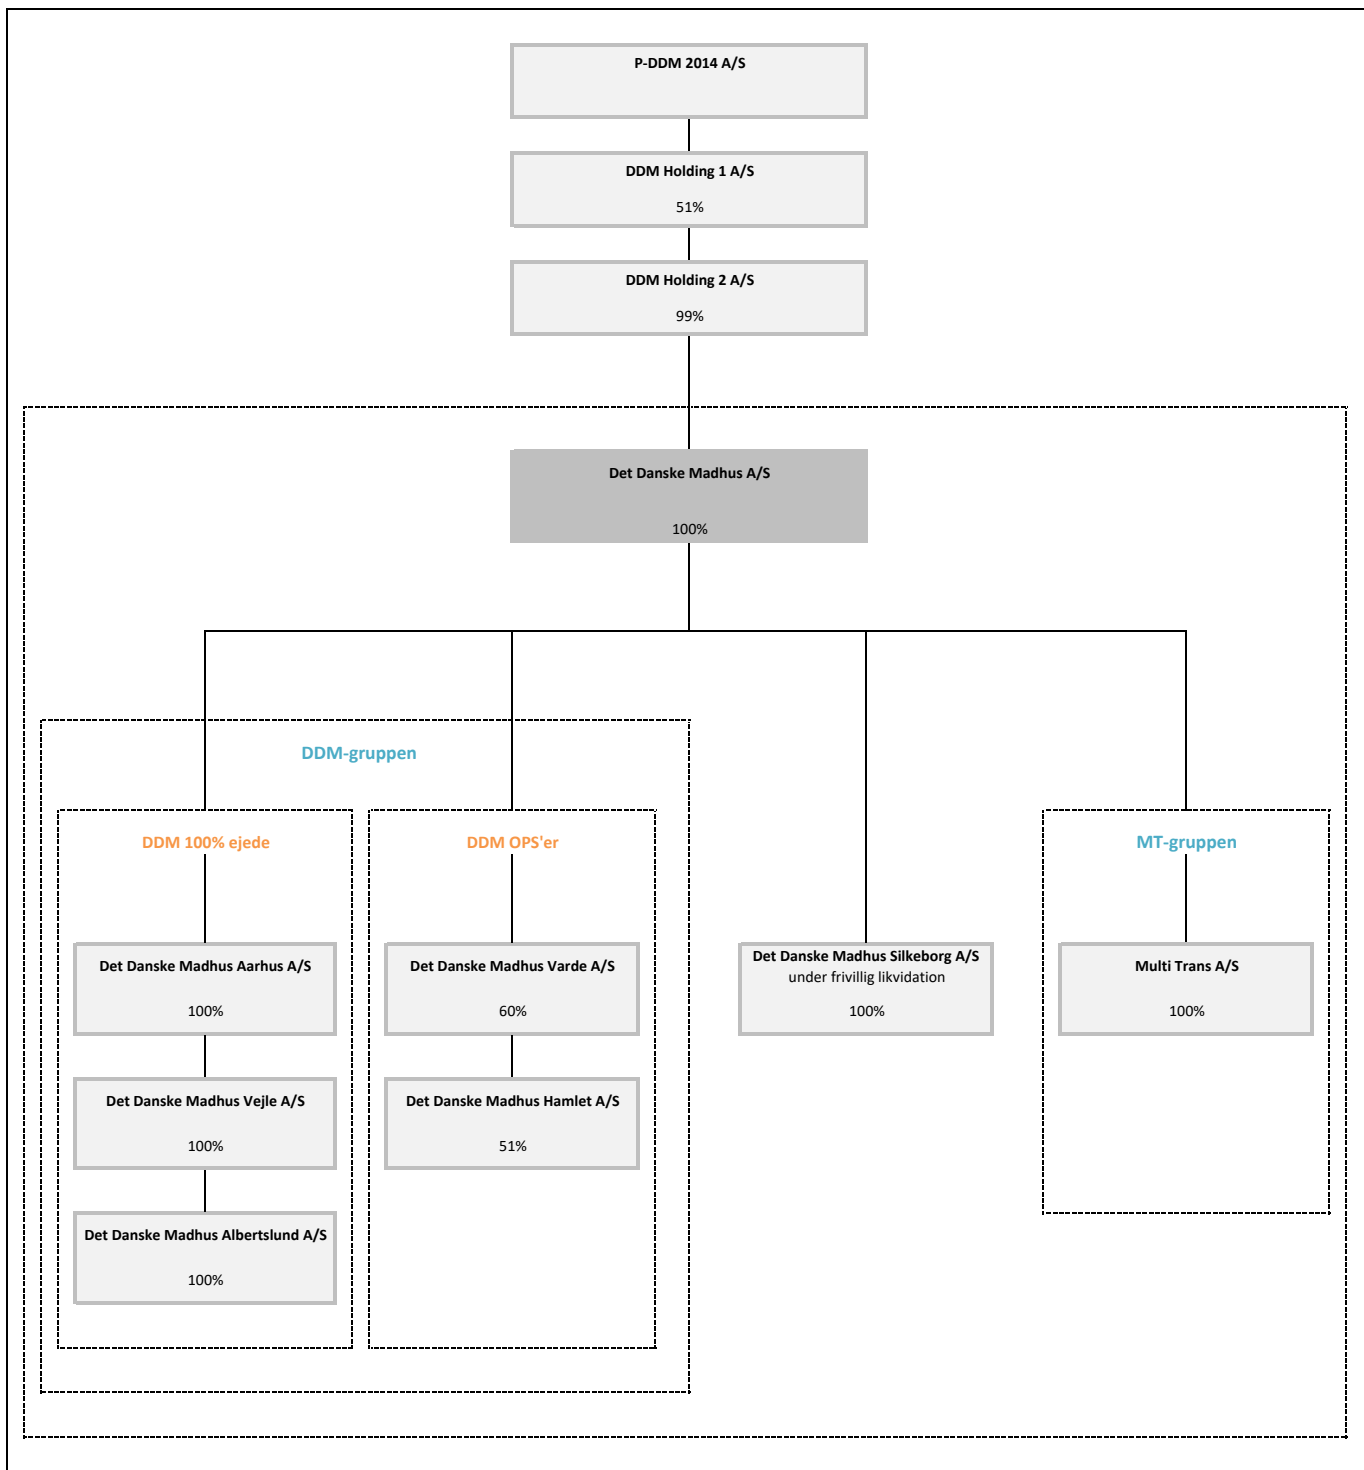 P-DDM 2014 A/S
DDM Holding 1 A/S
51%
DDM Holding 2 A/S
99%
Det Danske Madhus A/S
100%
DDM-gruppen
DDM 100% ejede
DDM OPS'er
MT-gruppen
Det Danske Madhus Aarhus A/S
100%
Det Danske Madhus Varde A/S
60%
Det Danske Madhus Silkeborg A/S
under frivillig likvidation
100%
Multi Trans A/S
100%
Det Danske Madhus Vejle A/S
100%
Det Danske Madhus Hamlet A/S
51%
Det Danske Madhus Albertslund A/S
100%